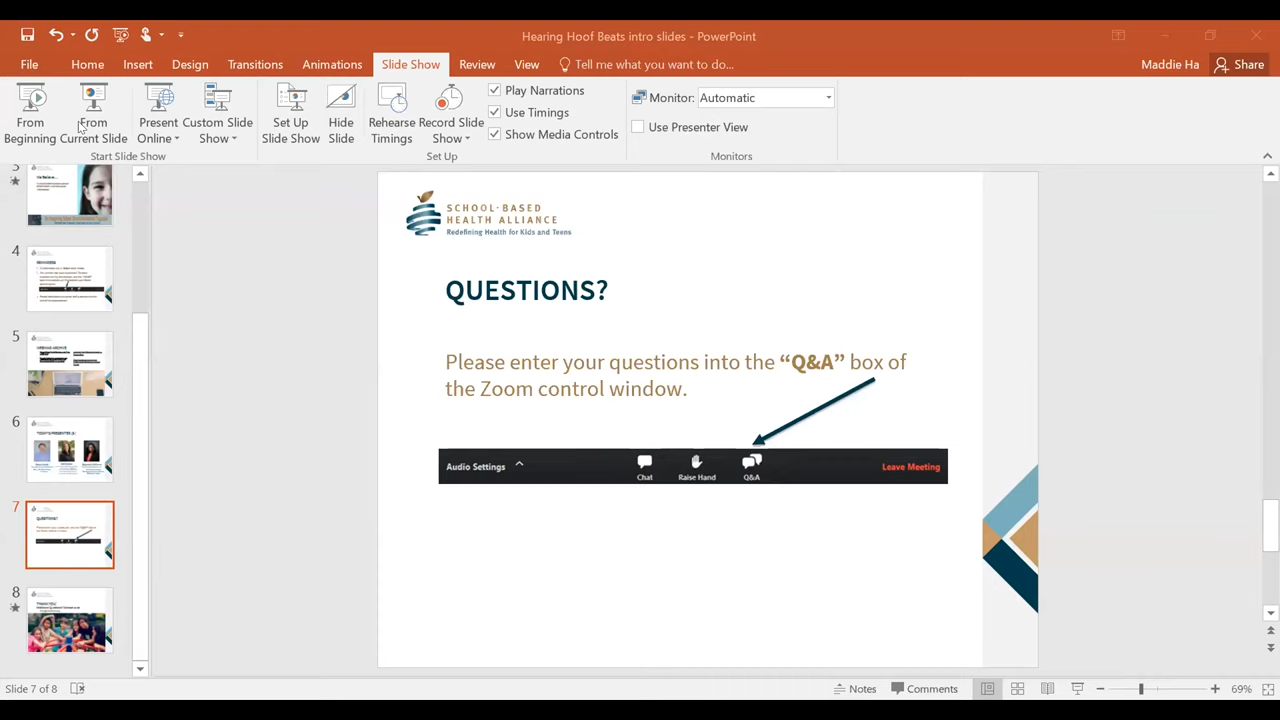 Hearing Hoof Beats intro slides - PowerPoint
File Home Insert Design Transitions Animations Slide Show Review View Tell me what you want to do... Maddie Ha Share
From Beginning
From Current Slide
Present Online
Custom Slide Show
Set Up Slide Show
Hide Slide
Rehearse Timings
Record Slide Show
Play Narrations
Use Timings
Show Media Controls
Monitor: Automatic
Use Presenter View
Start Slide Show
Set Up
Monitors
3
4
5
6
7
8
SCHOOL-BASED
HEALTH ALLIANCE
Redefining Health for Kids and Teens
QUESTIONS?
Please enter your questions into the “Q&A” box of
the Zoom control window.
Audio Settings Chat Raise Hand Q&A Leave Meeting
Slide 7 of 8 Notes Comments 69%